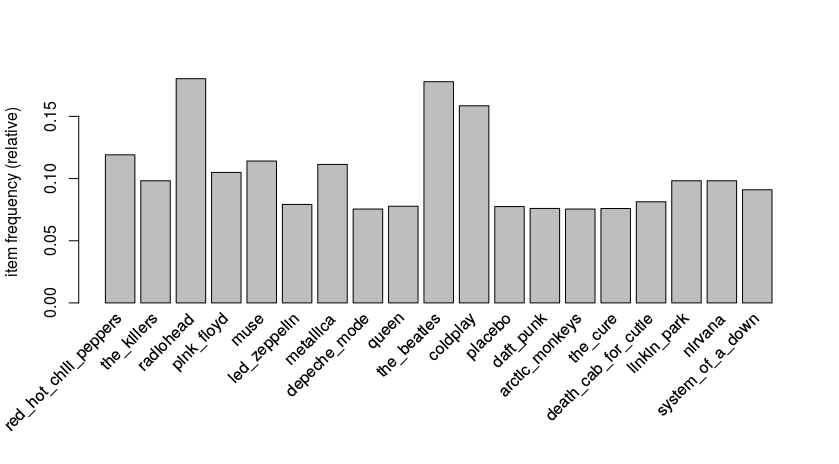 item frequency (relative)
0.15
0.10
0.05
0.00
red_hot_chili_peppers
the_killers
radiohead
pink_floyd
muse
led_zeppelin
metallica
depeche_mode
queen
the_beatles
coldplay
placebo
daft_punk
arctic_monkeys
the_cure
death_cab_for_cutie
linkin_park
nirvana
system_of_a_down